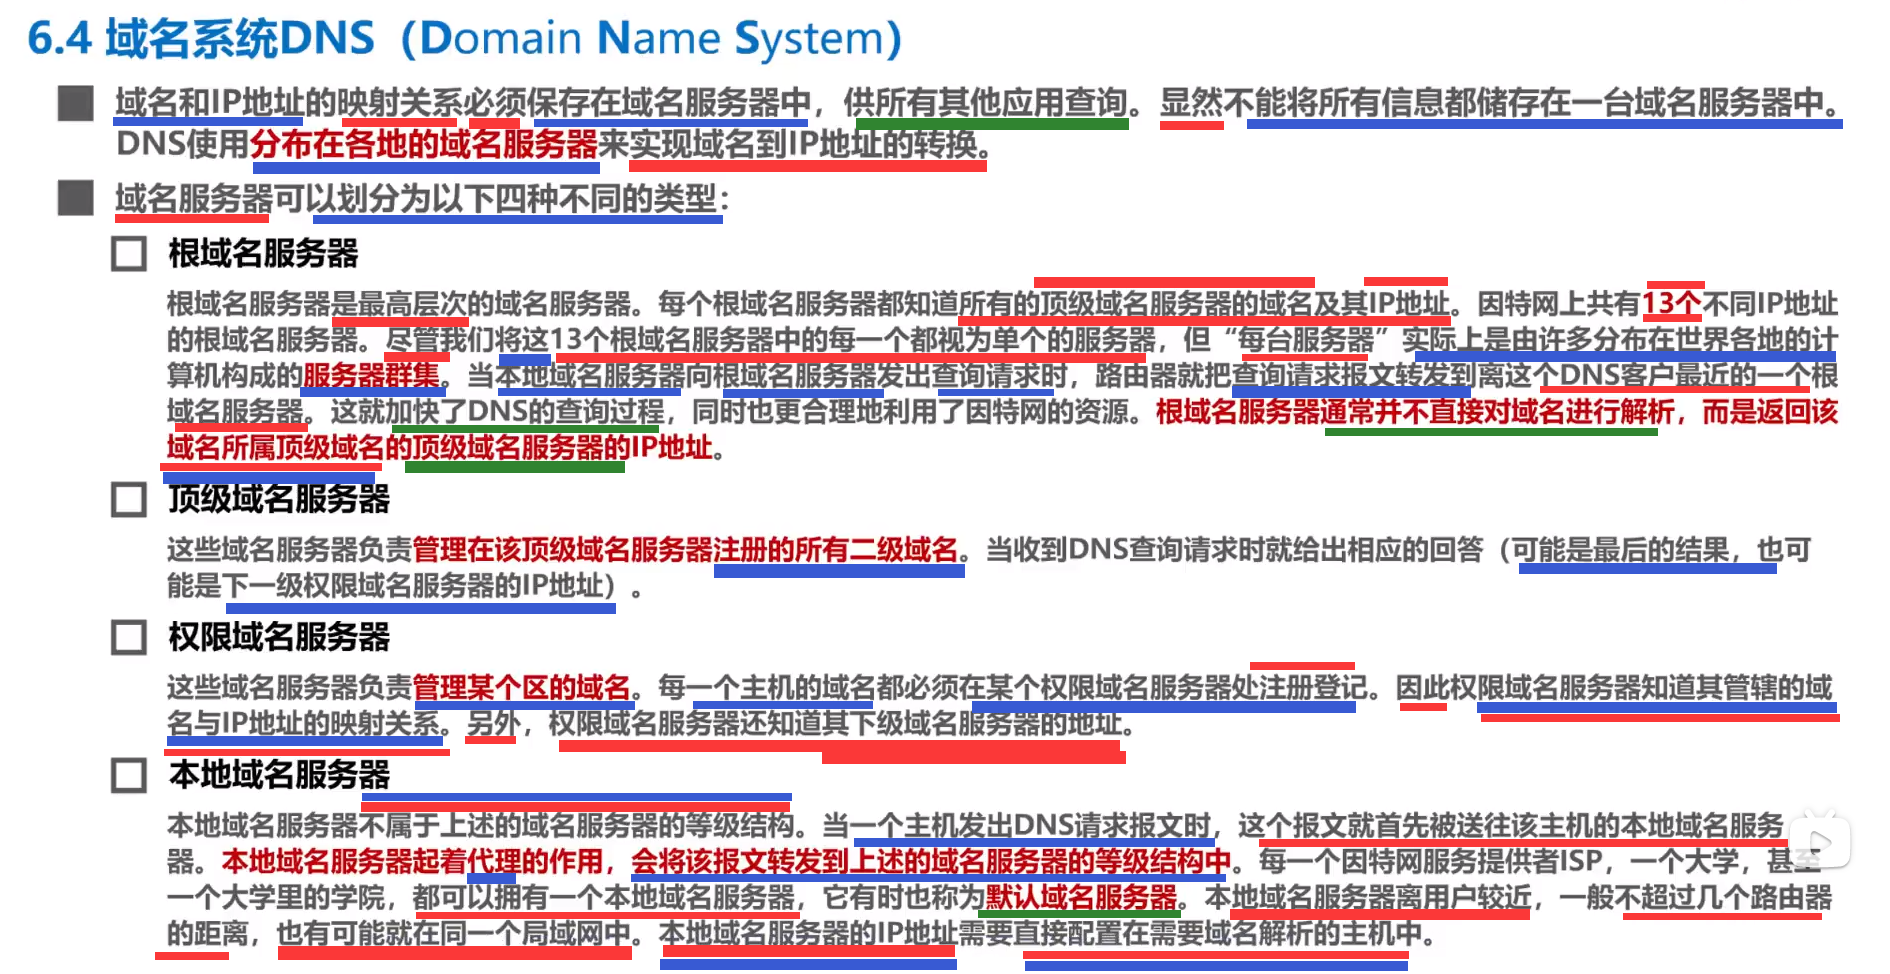 6.4 域名系统DNS（Domain Name System）
域名和IP地址的映射关系必须保存在域名服务器中，供所有其他应用查询。显然不能将所有信息都储存在一台域名服务器中。
DNS使用分布在各地的域名服务器来实现域名到IP地址的转换。
域名服务器可以划分为以下四种不同的类型：
根域名服务器
根域名服务器是最高层次的域名服务器。每个根域名服务器都知道所有的顶级域名服务器的域名及其IP地址。因特网上共有13个不同IP地址
的根域名服务器。尽管我们将这13个根域名服务器中的每一个都视为单个的服务器，但“每台服务器”实际上是由许多分布在世界各地的计
算机构成的服务器群集。当本地域名服务器向根域名服务器发出查询请求时，路由器就把查询请求报文转发到离这个DNS客户最近的一个根
域名服务器。这就加快了DNS的查询过程，同时也更合理地利用了因特网的资源。根域名服务器通常并不直接对域名进行解析，而是返回该
域名所属顶级域名的顶级域名服务器的IP地址。
顶级域名服务器
这些域名服务器负责管理在该顶级域名服务器注册的所有二级域名。当收到DNS查询请求时就给出相应的回答（可能是最后的结果，也可
能是下一级权限域名服务器的IP地址）。
权限域名服务器
这些域名服务器负责管理某个区的域名。每一个主机的域名都必须在某个权限域名服务器处注册登记。因此权限域名服务器知道其管辖的域
名与IP地址的映射关系。另外，权限域名服务器还知道其下级域名服务器的地址。
本地域名服务器
本地域名服务器不属于上述的域名服务器的等级结构。当一个主机发出DNS请求报文时，这个报文就首先被送往该主机的本地域名服务
器。本地域名服务器起着代理的作用，会将该报文转发到上述的域名服务器的等级结构中。每一个因特网服务提供者ISP，一个大学，甚至
一个大学里的学院，都可以拥有一个本地域名服务器，它有时也称为默认域名服务器。本地域名服务器离用户较近，一般不超过几个路由器
的距离，也有可能就在同一个局域网中。本地域名服务器的IP地址需要直接配置在需要域名解析的主机中。